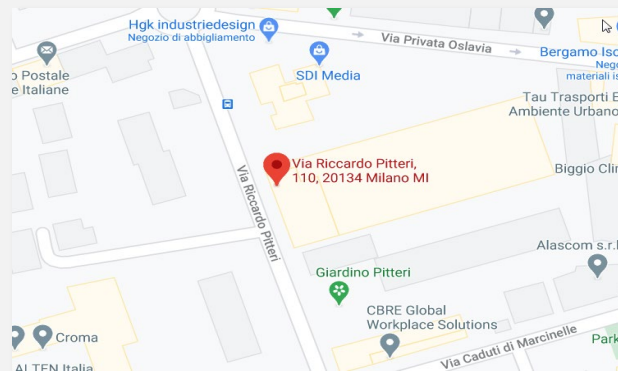 Hgk industriedesign
Negozio di abbigliamento
Via Privata Oslavia
Postale
e Italiane
SDI Media
Bergamo Iso
Nego
materiali is
Tau Trasporti E
Ambiente Urbano
Via Riccardo Pitteri,
110, 20134 Milano MI
Biggio Clin
Via Riccardo Pitteri
Alascom s.r.l
Giardino Pitteri
CBRE Global
Workplace Solutions
Croma
Via Caduti di Marcinelle
Park
ALTEN Italia